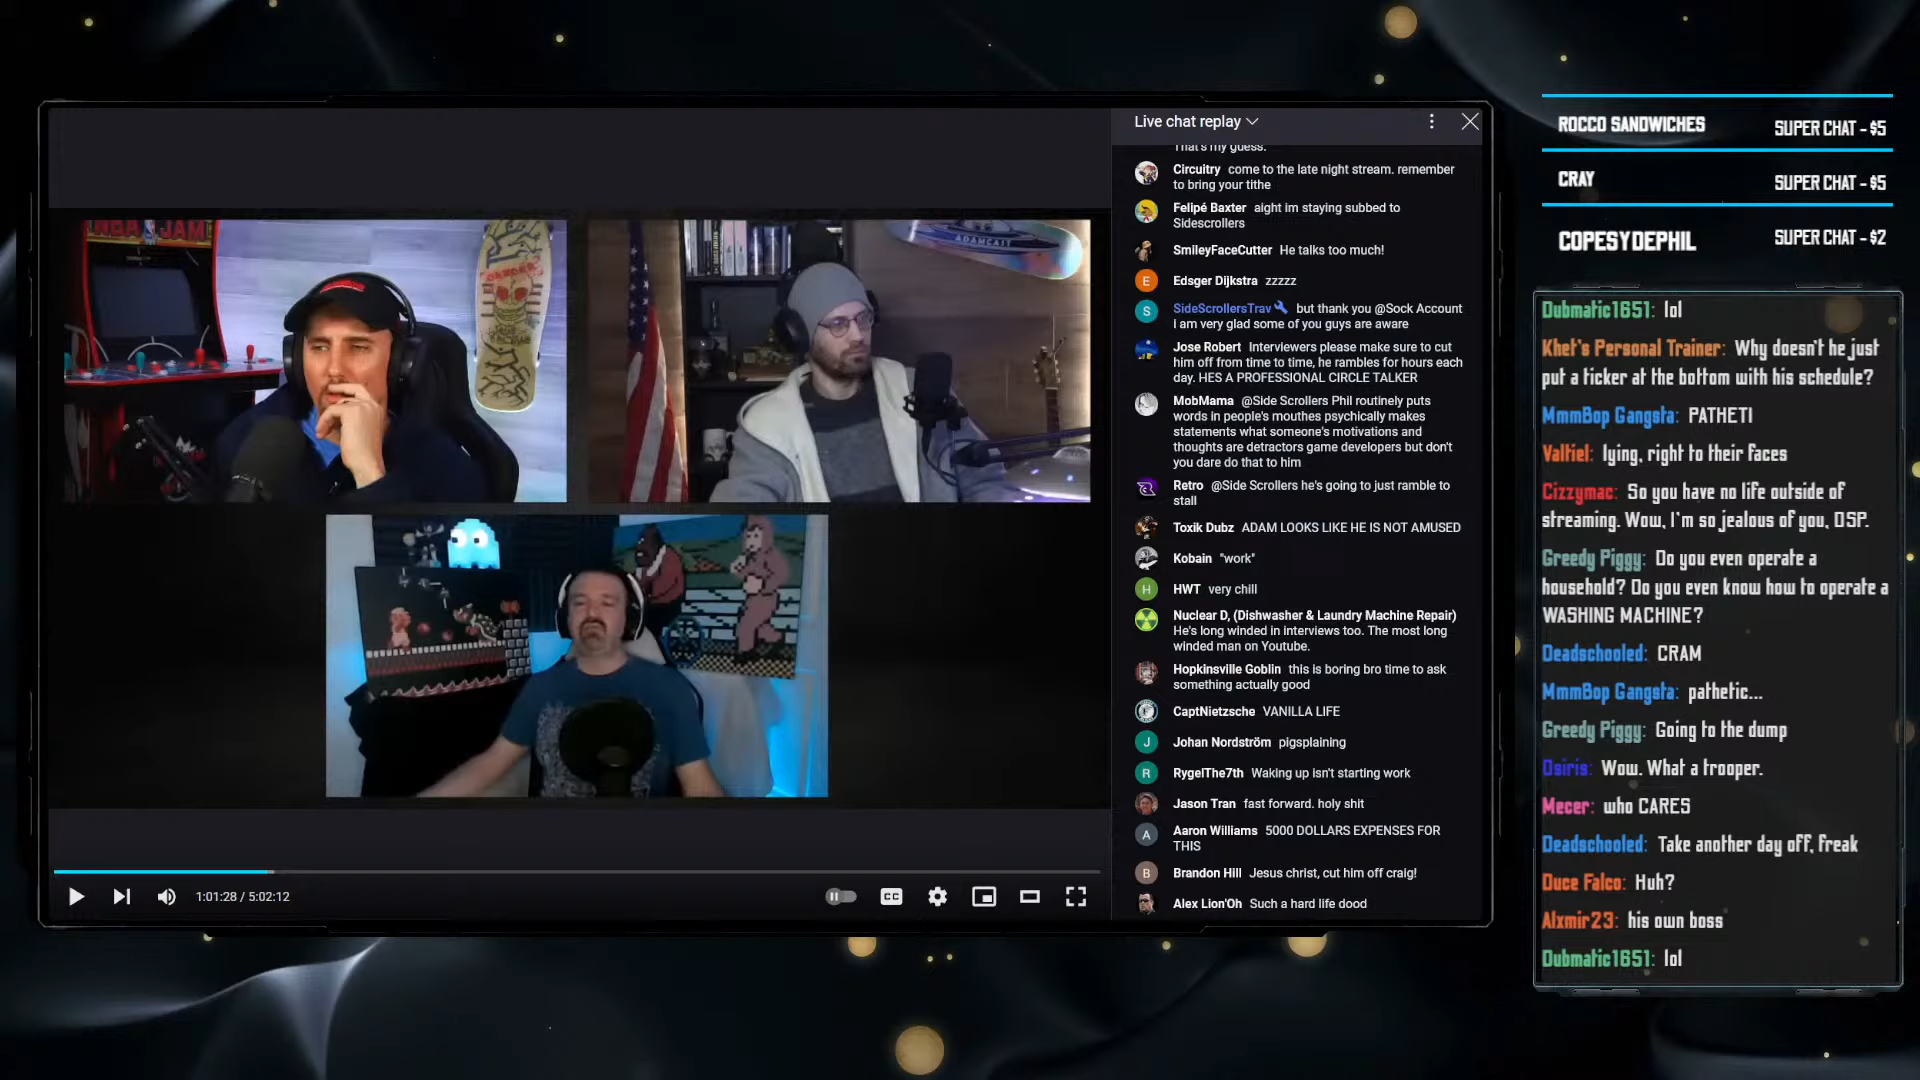 NBA JAM
ADAMCAST
1:01:28 / 5:02:12
CC
Live chat replay
That's my guess.
Circuitry come to the late night stream. remember
to bring your tithe
Felipé Baxter aight im staying subbed to
Sidescrollers
SmileyFaceCutter He talks too much!
E
Edsger Dijkstra zzzzz
S
SideScrollersTrav but thank you @Sock Account
I am very glad some of you guys are aware
Jose Robert Interviewers please make sure to cut
him off from time to time, he rambles for hours each
day. HES A PROFESSIONAL CIRCLE TALKER
MobMama @Side Scrollers Phil routinely puts
words in people's mouthes psychically makes
statements what someone's motivations and
thoughts are detractors game developers but don't
you dare do that to him
Retro @Side Scrollers he's going to just ramble to
stall
Toxik Dubz ADAM LOOKS LIKE HE IS NOT AMUSED
Kobain "work"
H
HWT very chill
Nuclear D, (Dishwasher & Laundry Machine Repair)
He's long winded in interviews too. The most long
winded man on Youtube.
Hopkinsville Goblin this is boring bro time to ask
something actually good
CaptNietzsche VANILLA LIFE
J
Johan Nordström pigsplaining
R
RygelThe7th Waking up isn't starting work
Jason Tran fast forward. holy shit
A
Aaron Williams 5000 DOLLARS EXPENSES FOR
THIS
B
Brandon Hill Jesus christ, cut him off craig!
Alex Lion'Oh Such a hard life dood
ROCCO SANDWICHES SUPER CHAT - $5
CRAY SUPER CHAT - $5
COPESYDEPHIL SUPER CHAT - $2
Dubmatic1651: lol
Khet's Personal Trainer: Why doesn't he just
put a ticker at the bottom with his schedule?
MmmBop Gangsta: PATHETI
Valtiel: lying, right to their faces
Cizzymac: So you have no life outside of
streaming. Wow, I'm so jealous of you, DSP.
Greedy Piggy: Do you even operate a
household? Do you even know how to operate a
WASHING MACHINE?
Deadschooled: CRAM
MmmBop Gangsta: pathetic...
Greedy Piggy: Going to the dump
Osiris: Wow. What a trooper.
Mecer: who CARES
Deadschooled: Take another day off, freak
Duce Falco: Huh?
Alxmir23: his own boss
Dubmatic1651: lol